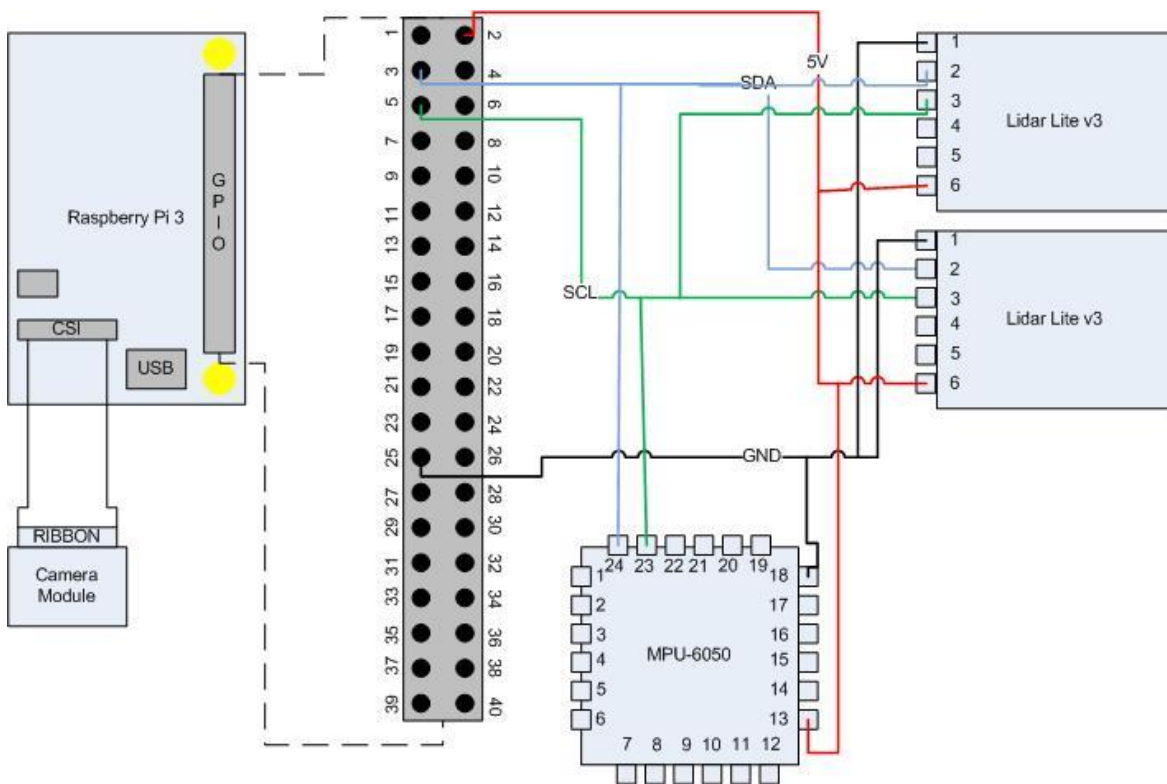 Raspberry Pi 3
GPIO
CSI
USB
RIBBON
Camera
Module
1 2
3 4
5 6
7 8
9 10
11 12
13 14
15 16
17 18
19 20
21 22
23 24
25 26
27 28
29 30
31 32
33 34
35 36
37 38
39 40
5V
SDA
SCL
GND
1
2
3
4
5
6
Lidar Lite v3
1
2
3
4
5
6
Lidar Lite v3
24 23 22 21 20 19
1 18
2 17
3 16
4 15
5 14
6 13
MPU-6050
7 8 9 10 11 12